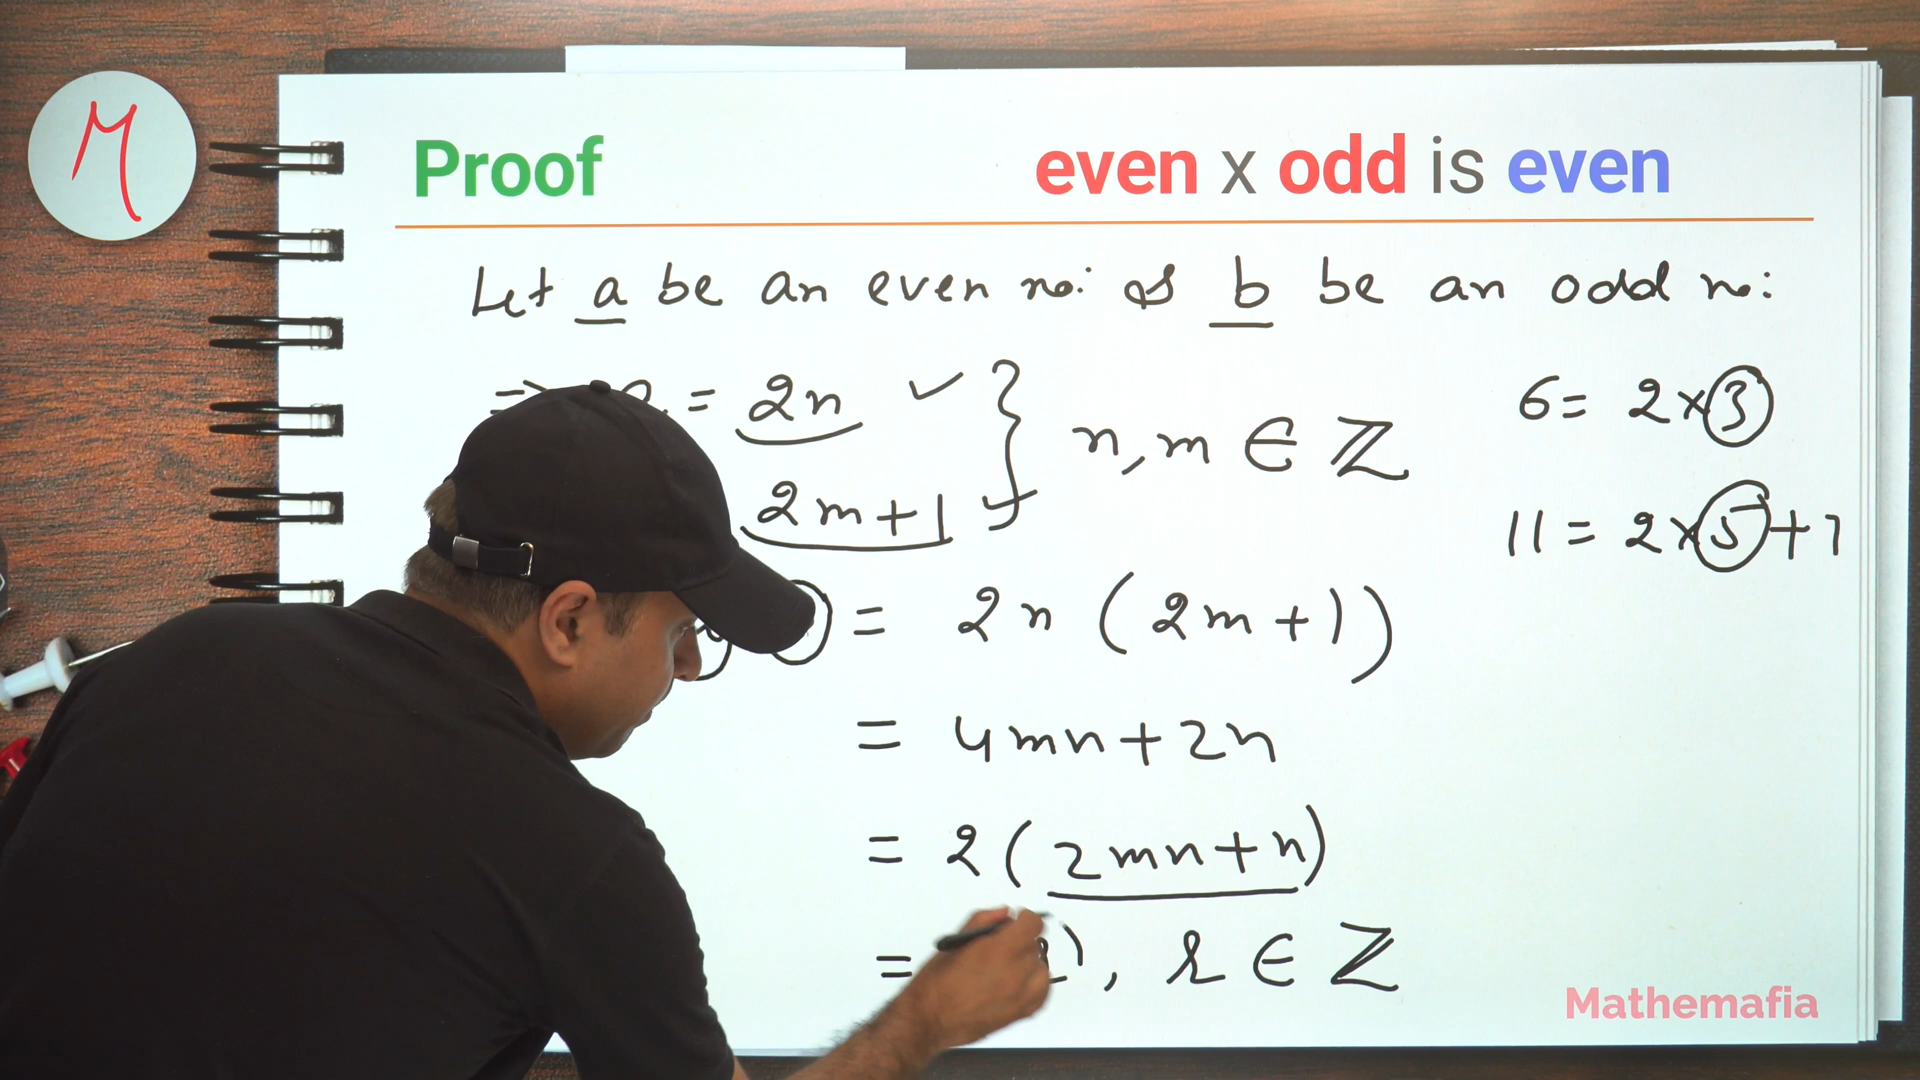 M
Proof even x odd is even
Let a be an even no: & b be an odd no:
= 2n ✓ } n, m ∈ ℤ
6 = 2×3
2m+1
11 = 2×5+1
= 2n (2m+1)
= 4mn+2n
= 2(2mn+n)
= , r ∈ ℤ
Mathemafia